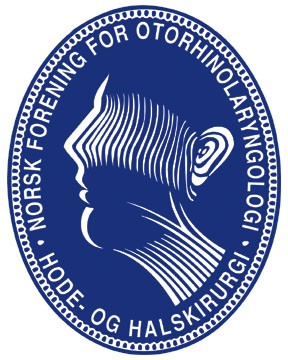 NORSK FORENING FOR OTORHINOLARYNGOLOGI
• HODE- OG HALSKIRURGI •